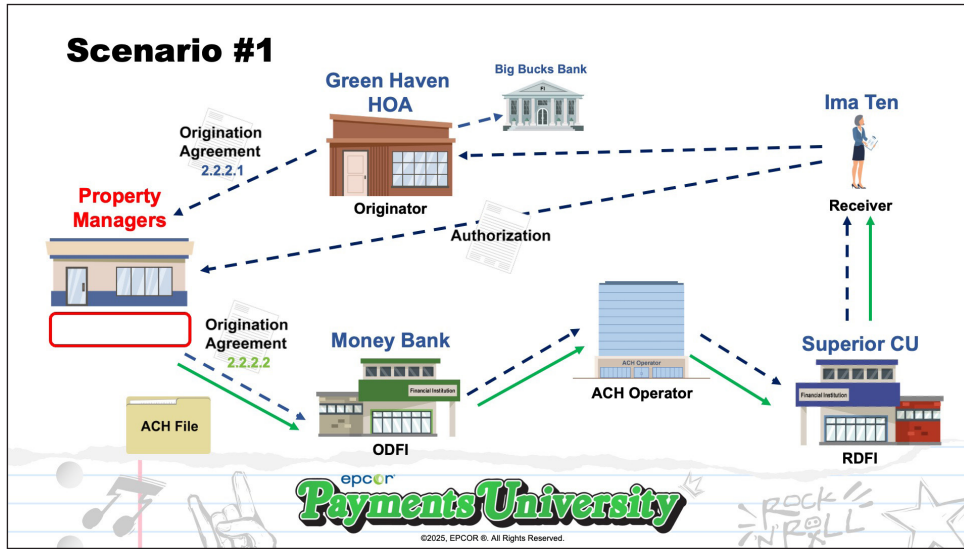 Scenario #1
Green Haven
HOA
Big Bucks Bank
Ima Ten
Origination
Agreement
2.2.2.1
Property
Managers
Originator
Receiver
Authorization
Origination
Agreement
2.2.2.2
Money Bank
ACH Operator
Superior CU
Financial Institution
Financial Institution
ACH Operator
ACH File
ODFI
RDFI
epcor
Payments University
ROCK
N' ROLL
©2025, EPCOR ®. All Rights Reserved.